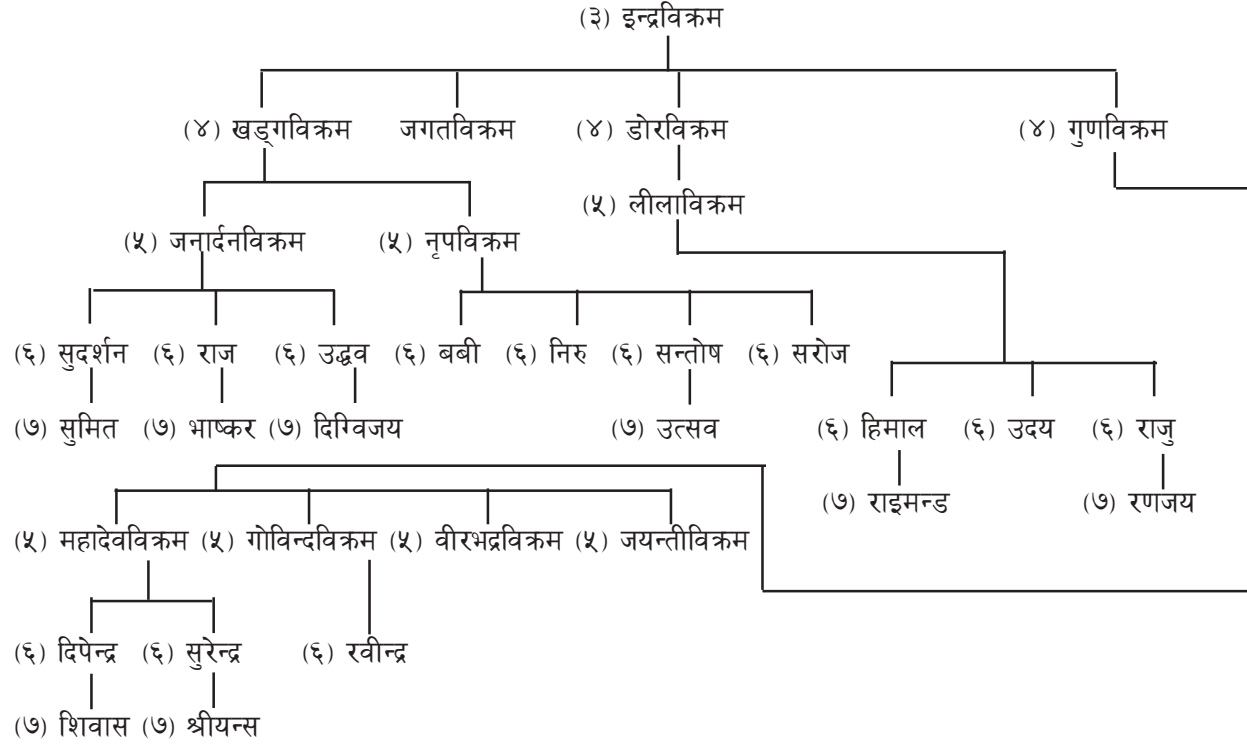 (३) इन्द्रविक्रम
(४) खड्गविक्रम जगतविक्रम (४) डोरविक्रम (४) गुणविक्रम
(५) लीलाविक्रम
(५) जनार्दनविक्रम (५) नृपविक्रम
(६) सुदर्शन (६) राज (६) उद्धव (६) बबी (६) निरु (६) सन्तोष (६) सरोज
(७) सुमित (७) भाष्कर (७) दिग्विजय (७) उत्सव (६) हिमाल (६) उदय (६) राजु
(७) राइमन्ड (७) रणजय
(५) महादेवविक्रम (५) गोविन्दविक्रम (५) वीरभद्रविक्रम (५) जयन्तीविक्रम
(६) दिपेन्द्र (६) सुरेन्द्र (६) रवीन्द्र
(७) शिवास (७) श्रीयन्स